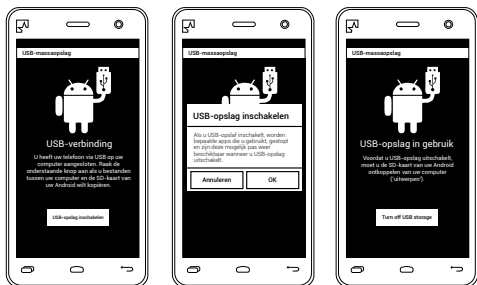 USB-massaopslag
USB-verbinding
U heeft uw telefoon via USB op uw
computer aangesloten. Raak de
onderstaande knop aan als u bestanden
tussen uw computer en de SD-kaart van
uw Android wilt kopiëren.
USB-opslag inschakelen
USB-massaopslag
USB-opslag inschakelen
Als u USB-opslaf inschakelt, worden
bepaalde apps die u gebruikt, gestopt
en zijn deze mogelijk pas weer
beschikbaar wanneer u USB-opslag
uitschakelt.
Annuleren
OK
USB-massaopslag
USB-opslag in gebruik
Voordat u USB-opslag uitschakelt,
moet u de SD-kaart van uw Android
ontkoppelen van uw computer
('uitwerpen').
Turn off USB storage